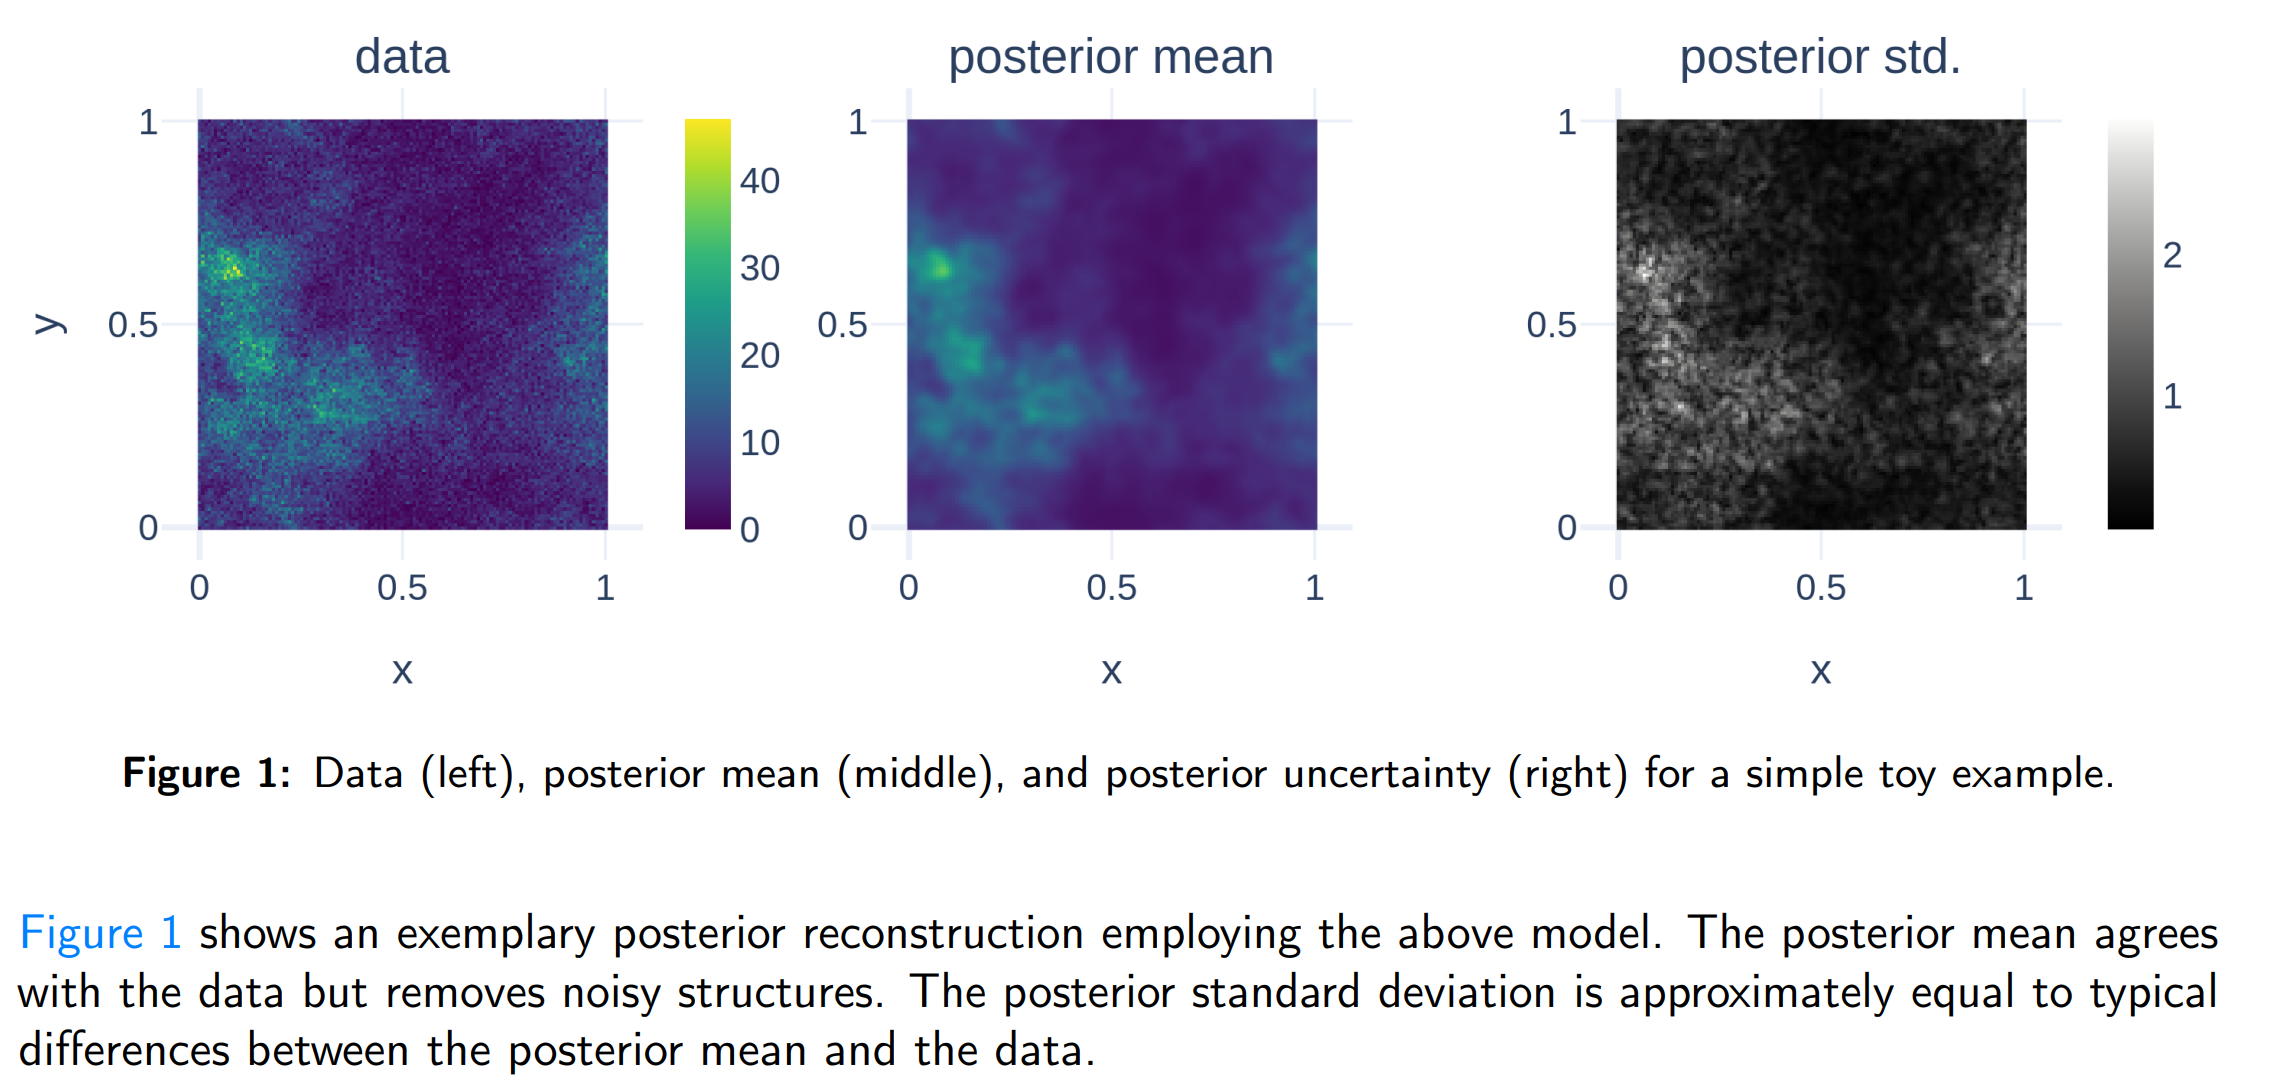 data
posterior mean
posterior std.
1
0.5
0
y
0
0.5
1
x
40
30
20
10
0
1
0.5
0
0
0.5
1
x
1
0.5
0
0
0.5
1
x
2
1
Figure 1: Data (left), posterior mean (middle), and posterior uncertainty (right) for a simple toy example.
Figure 1 shows an exemplary posterior reconstruction employing the above model. The posterior mean agrees
with the data but removes noisy structures. The posterior standard deviation is approximately equal to typical
differences between the posterior mean and the data.